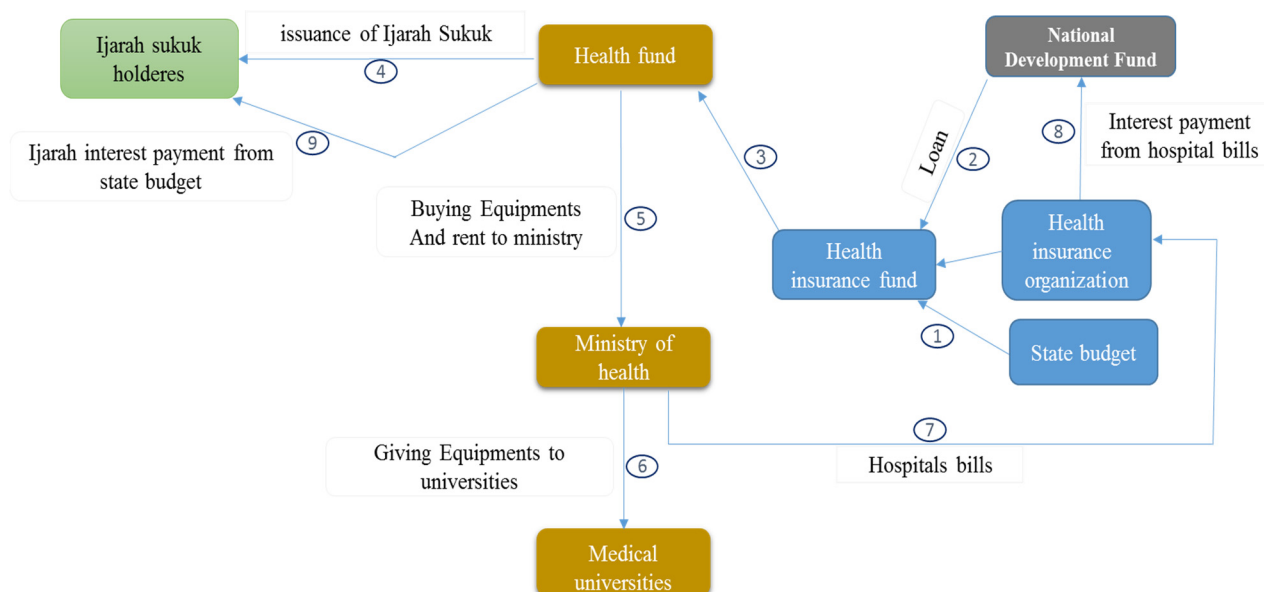 Ijarah sukuk
holderes
issuance of Ijarah Sukuk
4
Health fund
National
Development Fund
9
Ijarah interest payment from
state budget
3
Loan
2
8
Interest payment
from hospital bills
Buying Equipments
And rent to ministry
5
Health
insurance fund
Health
insurance
organization
1
State budget
Ministry of
health
7
Hospitals bills
Giving Equipments to
universities
6
Medical
universities